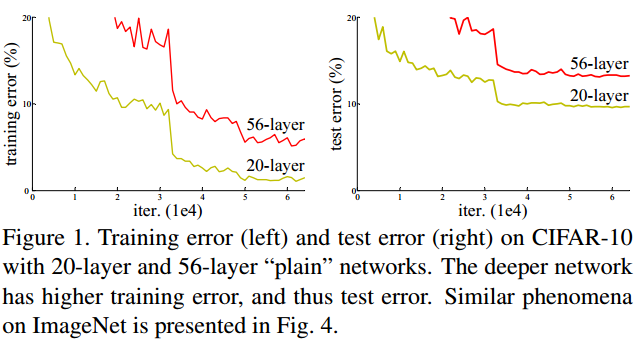 training error (%)
20
10
0
0 1 2 3 4 5 6
iter. (1e4)
56-layer
20-layer
test error (%)
20
10
0
0 1 2 3 4 5 6
iter. (1e4)
56-layer
20-layer
Figure 1. Training error (left) and test error (right) on CIFAR-10
with 20-layer and 56-layer “plain” networks. The deeper network
has higher training error, and thus test error. Similar phenomena
on ImageNet is presented in Fig. 4.